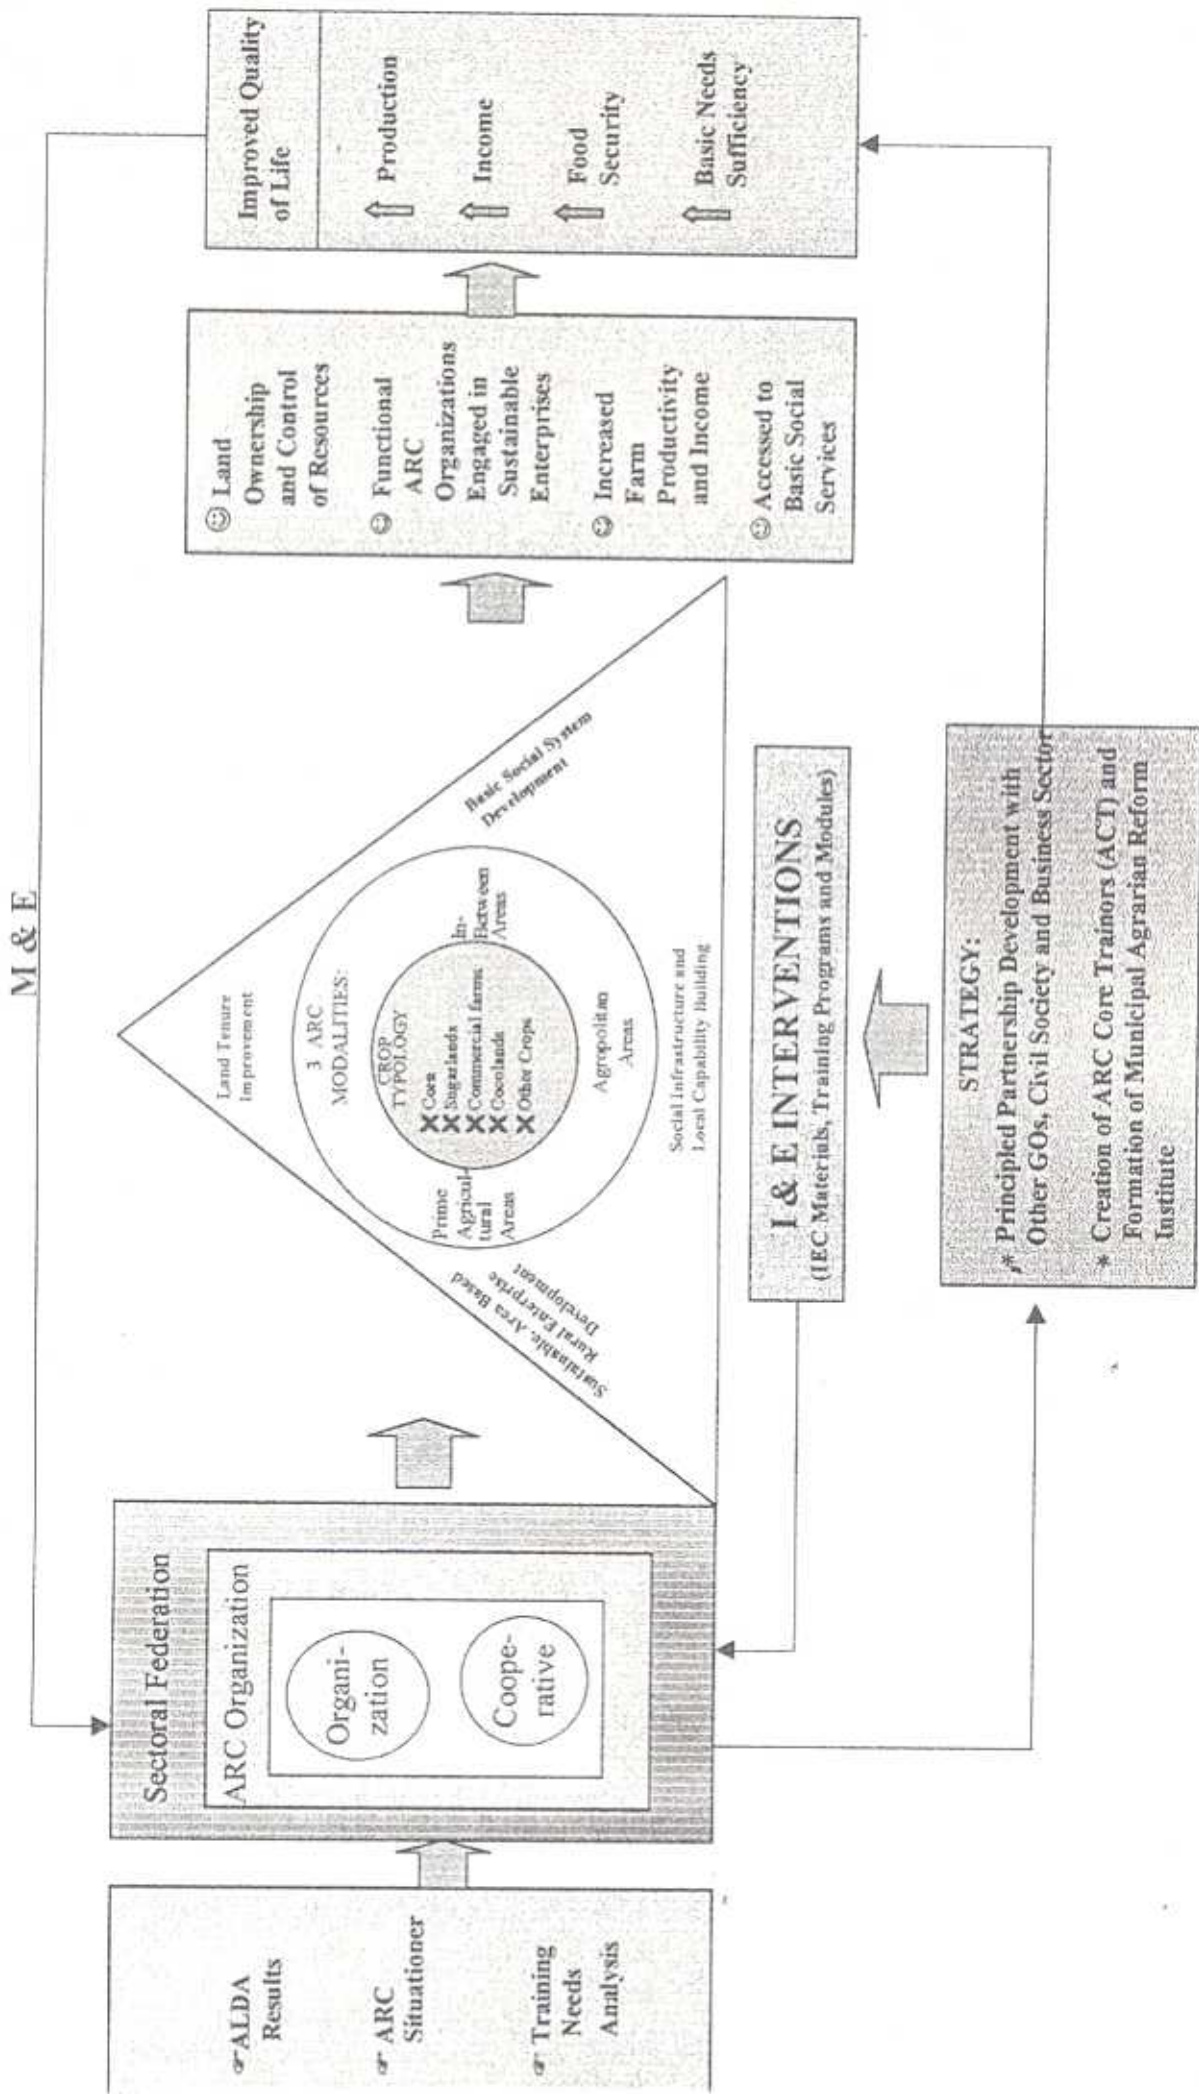 M & E
ALDA
Results
ARC
Situationer
Training
Needs
Analysis
Sectoral Federation
ARC Organization
Organi-
zation
Coope-
rative
Land Tenure
Improvement
3 ARC
MODALITIES:
CROP
TYPOLOGY
Corn
Sugarlands
Commercial farms
Cocolands
Other Crops
Prime
Agricul-
tural
Areas
In-
Between
Areas
Agropolitan
Areas
Sustainable, Area Based
Rural Enterprise
Development
Basic Social System
Development
Social Infrastructure and
Local Capability Building
Land
Ownership
and Control
of Resources
Functional
ARC
Organizations
Engaged in
Sustainable
Enterprises
Increased
Farm
Productivity
and Income
Accessed to
Basic Social
Services
Improved Quality
of Life
Production
Income
Food
Security
Basic Needs
Sufficiency
I & E INTERVENTIONS
(IEC Materials, Training Programs and Modules)
STRATEGY:
* Principled Partnership Development with
Other GOs, Civil Society and Business Sector
* Creation of ARC Core Trainors (ACT) and
Formation of Municipal Agrarian Reform
Institute